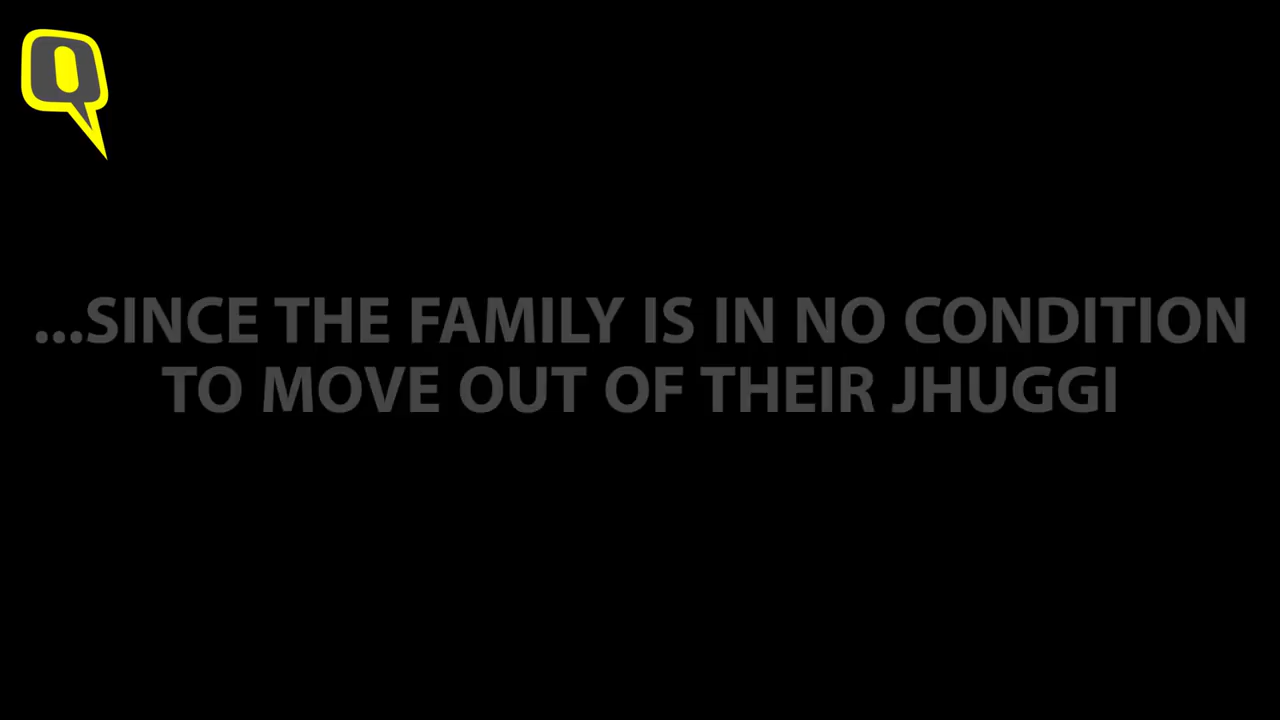 ...SINCE THE FAMILY IS IN NO CONDITION
TO MOVE OUT OF THEIR JHUGGI